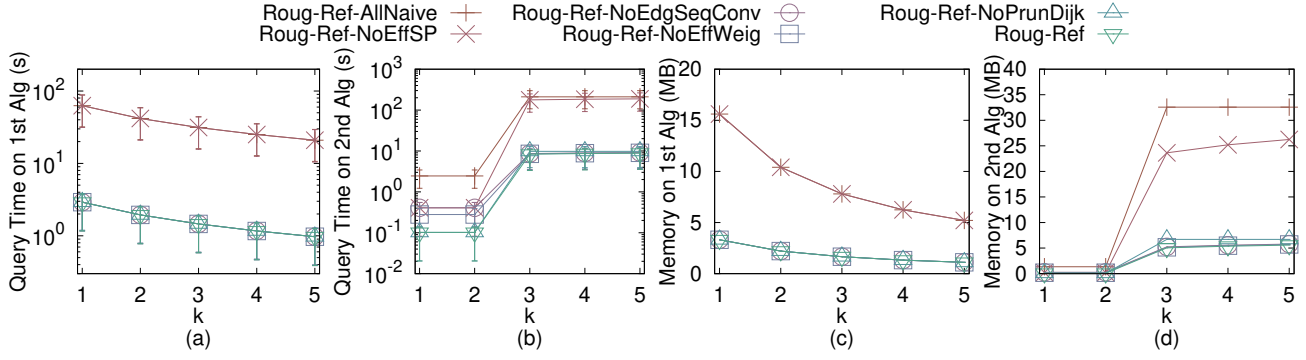 Roug-Ref-AllNaive
Roug-Ref-NoEffSP
Roug-Ref-NoEdgSeqConv
Roug-Ref-NoEffWeig
Roug-Ref-NoPrunDijk
Roug-Ref
Query Time on 1st Alg (s)
10^2
10^1
10^0
1 2 3 4 5
k
(a)
Query Time on 2nd Alg (s)
10^3
10^2
10^1
10^0
10^-1
10^-2
1 2 3 4 5
k
(b)
Memory on 1st Alg (MB)
20
15
10
5
0
1 2 3 4 5
k
(c)
Memory on 2nd Alg (MB)
40
35
30
25
20
15
10
5
0
1 2 3 4 5
k
(d)